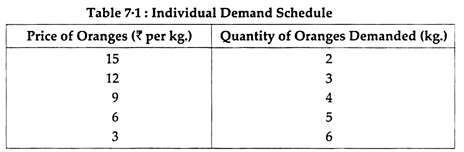 Table 7·1 : Individual Demand Schedule
Price of Oranges (₹ per kg.) Quantity of Oranges Demanded (kg.)
15 2
12 3
9 4
6 5
3 6